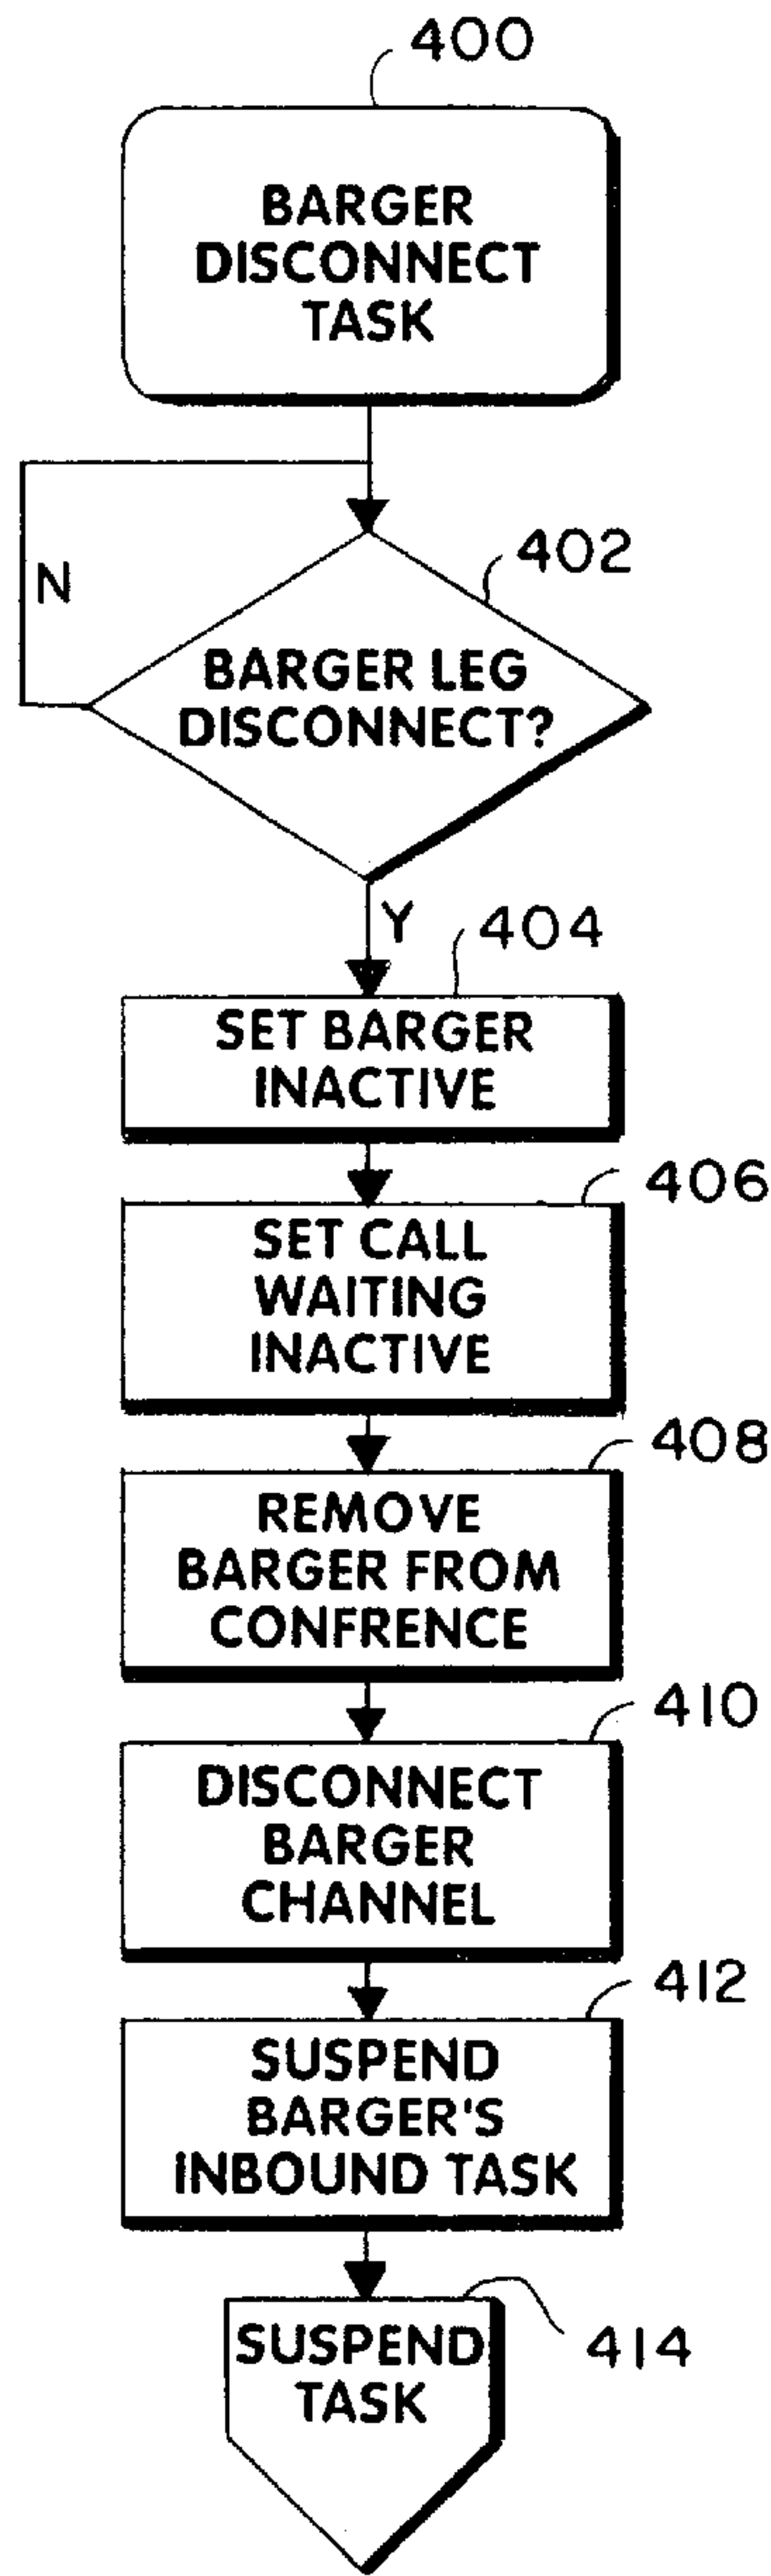 400
BARGER
DISCONNECT
TASK
402
N
BARGER LEG
DISCONNECT?
Y
404
SET BARGER
INACTIVE
406
SET CALL
WAITING
INACTIVE
408
REMOVE
BARGER FROM
CONFRENCE
410
DISCONNECT
BARGER
CHANNEL
412
SUSPEND
BARGER'S
INBOUND TASK
414
SUSPEND
TASK